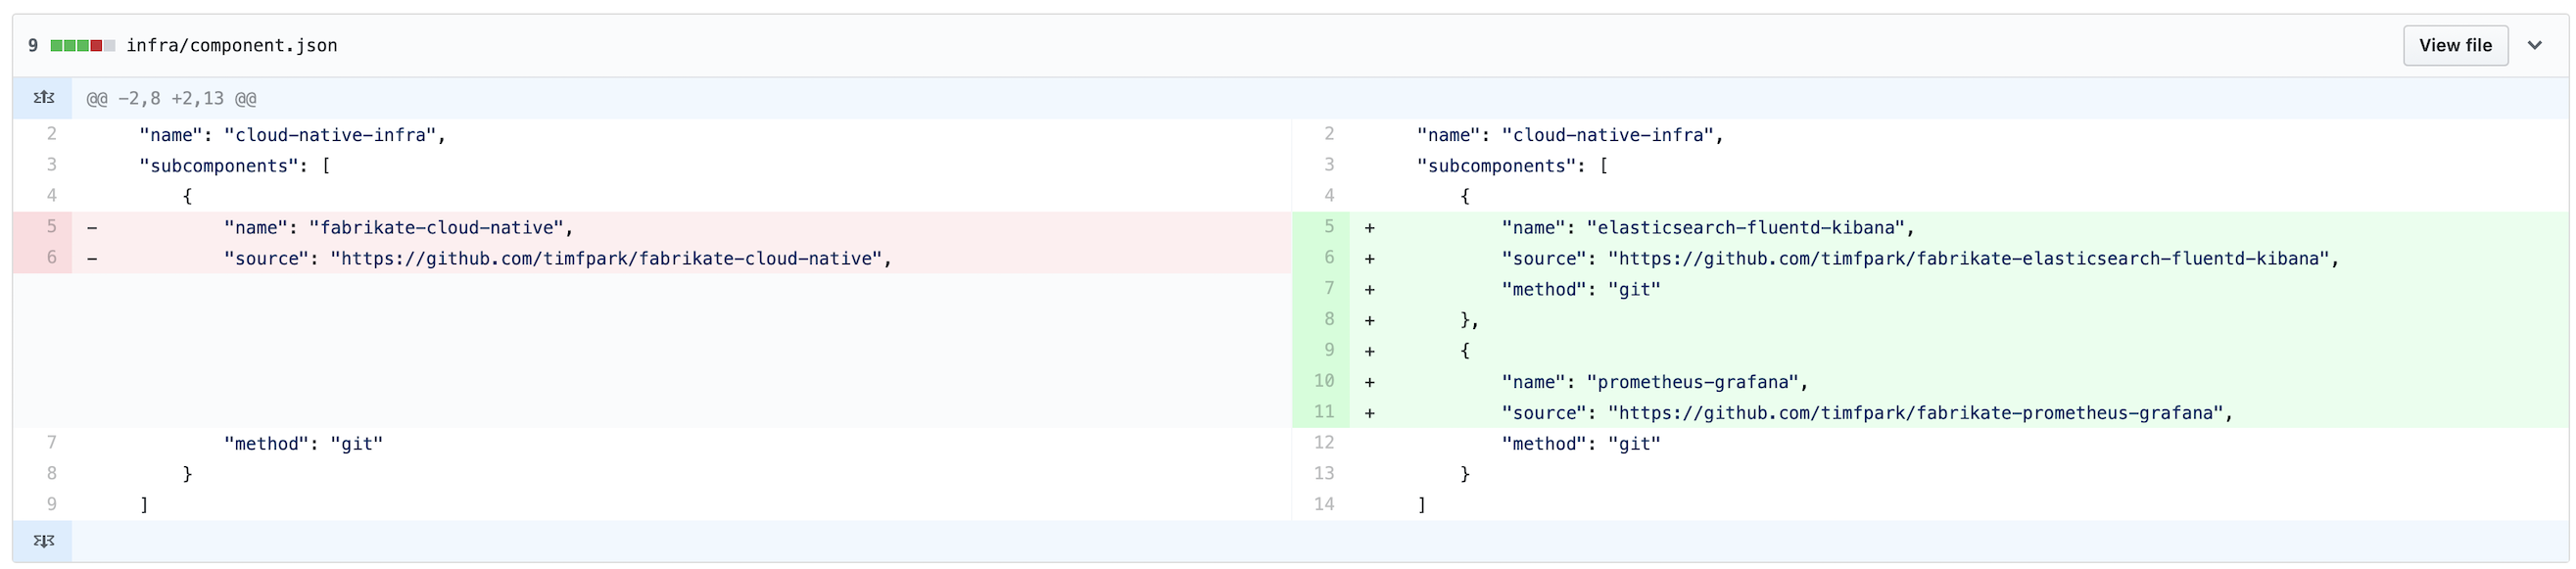 9 infra/component.json View file
@@ -2,8 +2,13 @@
2 "name": "cloud-native-infra",
3 "subcomponents": [
4 {
5 - "name": "fabrikate-cloud-native",
6 - "source": "https://github.com/timfpark/fabrikate-cloud-native",
7 "method": "git"
8 }
9 ]
2 "name": "cloud-native-infra",
3 "subcomponents": [
4 {
5 + "name": "elasticsearch-fluentd-kibana",
6 + "source": "https://github.com/timfpark/fabrikate-elasticsearch-fluentd-kibana",
7 + "method": "git"
8 + },
9 + {
10 + "name": "prometheus-grafana",
11 + "source": "https://github.com/timfpark/fabrikate-prometheus-grafana",
12 "method": "git"
13 }
14 ]